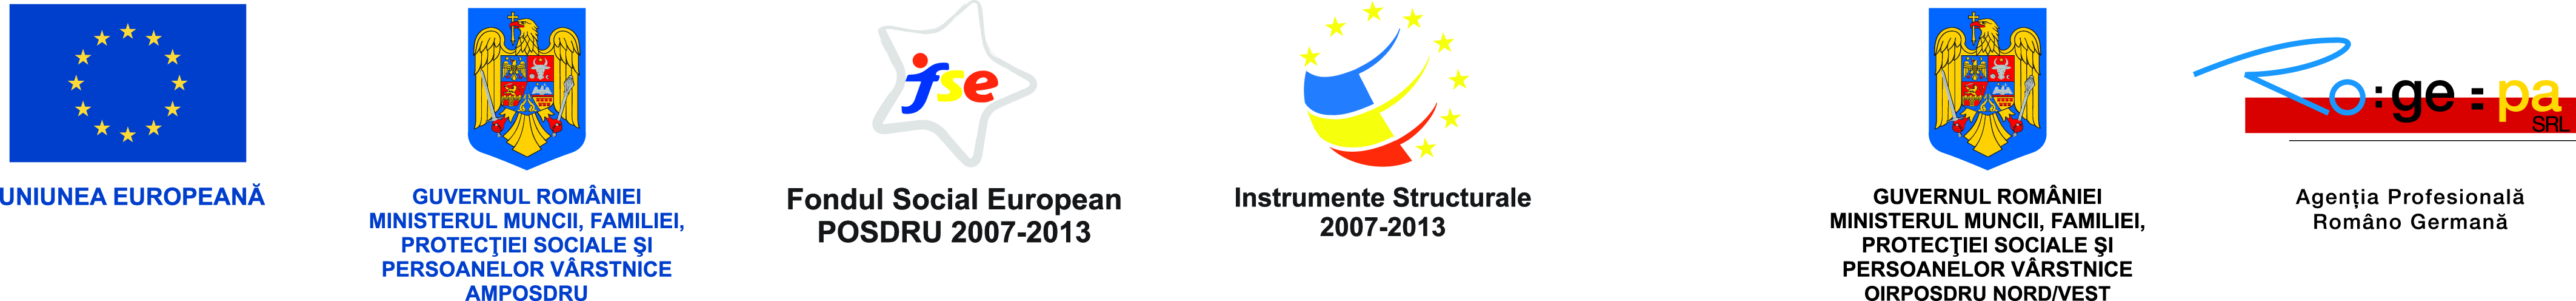 UNIUNEA EUROPEANĂ
GUVERNUL ROMÂNIEI
MINISTERUL MUNCII, FAMILIEI,
PROTECŢIEI SOCIALE ŞI
PERSOANELOR VÂRSTNICE
AMPOSDRU
fse
Fondul Social European
POSDRU 2007-2013
Instrumente Structurale
2007-2013
GUVERNUL ROMÂNIEI
MINISTERUL MUNCII, FAMILIEI,
PROTECŢIEI SOCIALE ŞI
PERSOANELOR VÂRSTNICE
OIRPOSDRU NORD/VEST
Ro:ge = pa
SRL
Agenția Profesională
Româno Germană